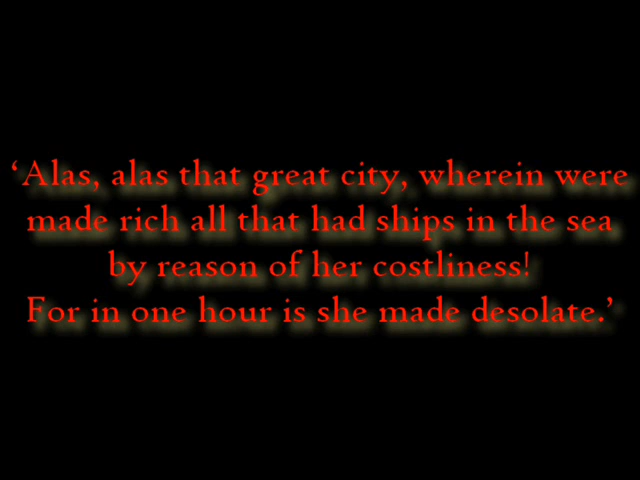 ‘Alas, alas that great city, wherein were
made rich all that had ships in the sea
by reason of her costliness!
For in one hour is she made desolate.’